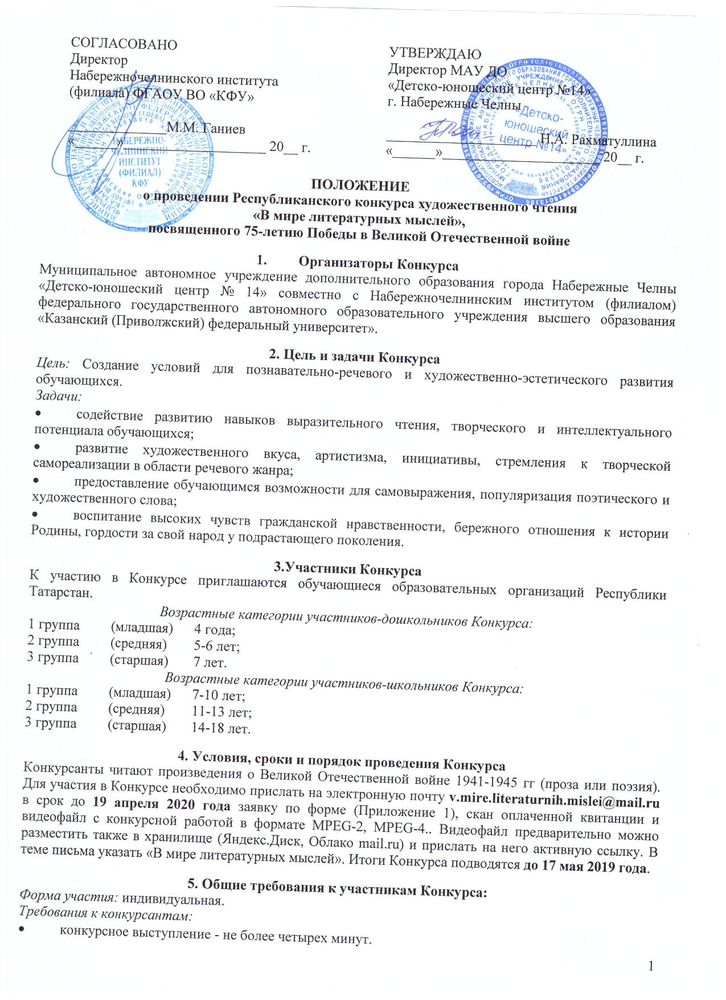 СОГЛАСОВАНО
Директор
Набережночелнинского института
(филиала) ФГАОУ ВО «КФУ»
_____________М.М. Ганиев
«______»____________________ 20__ г.
УТВЕРЖДАЮ
Директор МАУ ДО
«Детско-юношеский центр №14»
г. Набережные Челны
_____________________ Н.А. Рахматуллина
«______»______________________ 20__ г.
НАБЕРЕЖНО-
ЧЕЛНИНСКИЙ
ИНСТИТУТ
(ФИЛИАЛ)
КФУ
«Детско-
юношеский
центр №14»
ПОЛОЖЕНИЕ
о проведении Республиканского конкурса художественного чтения
«В мире литературных мыслей»,
посвященного 75-летию Победы в Великой Отечественной войне
1. Организаторы Конкурса
Муниципальное автономное учреждение дополнительного образования города Набережные Челны
«Детско-юношеский центр № 14» совместно с Набережночелнинским институтом (филиалом)
федерального государственного автономного образовательного учреждения высшего образования
«Казанский (Приволжский) федеральный университет».
2. Цель и задачи Конкурса
Цель: Создание условий для познавательно-речевого и художественно-эстетического развития
обучающихся.
Задачи:
• содействие развитию навыков выразительного чтения, творческого и интеллектуального
потенциала обучающихся;
• развитие художественного вкуса, артистизма, инициативы, стремления к творческой
самореализации в области речевого жанра;
• предоставление обучающимся возможности для самовыражения, популяризация поэтического и
художественного слова;
• воспитание высоких чувств гражданской нравственности, бережного отношения к истории
Родины, гордости за свой народ у подрастающего поколения.
3.Участники Конкурса
К участию в Конкурсе приглашаются обучающиеся образовательных организаций Республики
Татарстан.
Возрастные категории участников-дошкольников Конкурса:
1 группа (младшая) 4 года;
2 группа (средняя) 5-6 лет;
3 группа (старшая) 7 лет.
Возрастные категории участников-школьников Конкурса:
1 группа (младшая) 7-10 лет;
2 группа (средняя) 11-13 лет;
3 группа (старшая) 14-18 лет.
4. Условия, сроки и порядок проведения Конкурса
Конкурсанты читают произведения о Великой Отечественной войне 1941-1945 гг (проза или поэзия).
Для участия в Конкурсе необходимо прислать на электронную почту v.mire.literaturnih.mislei@mail.ru
в срок до 19 апреля 2020 года заявку по форме (Приложение 1), скан оплаченной квитанции и
видеофайл с конкурсной работой в формате MPEG-2, MPEG-4.. Видеофайл предварительно можно
разместить также в хранилище (Яндекс.Диск, Облако mail.ru) и прислать на него активную ссылку. В
теме письма указать «В мире литературных мыслей». Итоги Конкурса подводятся до 17 мая 2019 года.
5. Общие требования к участникам Конкурса:
Форма участия: индивидуальная.
Требования к конкурсантам:
• конкурсное выступление - не более четырех минут.
1